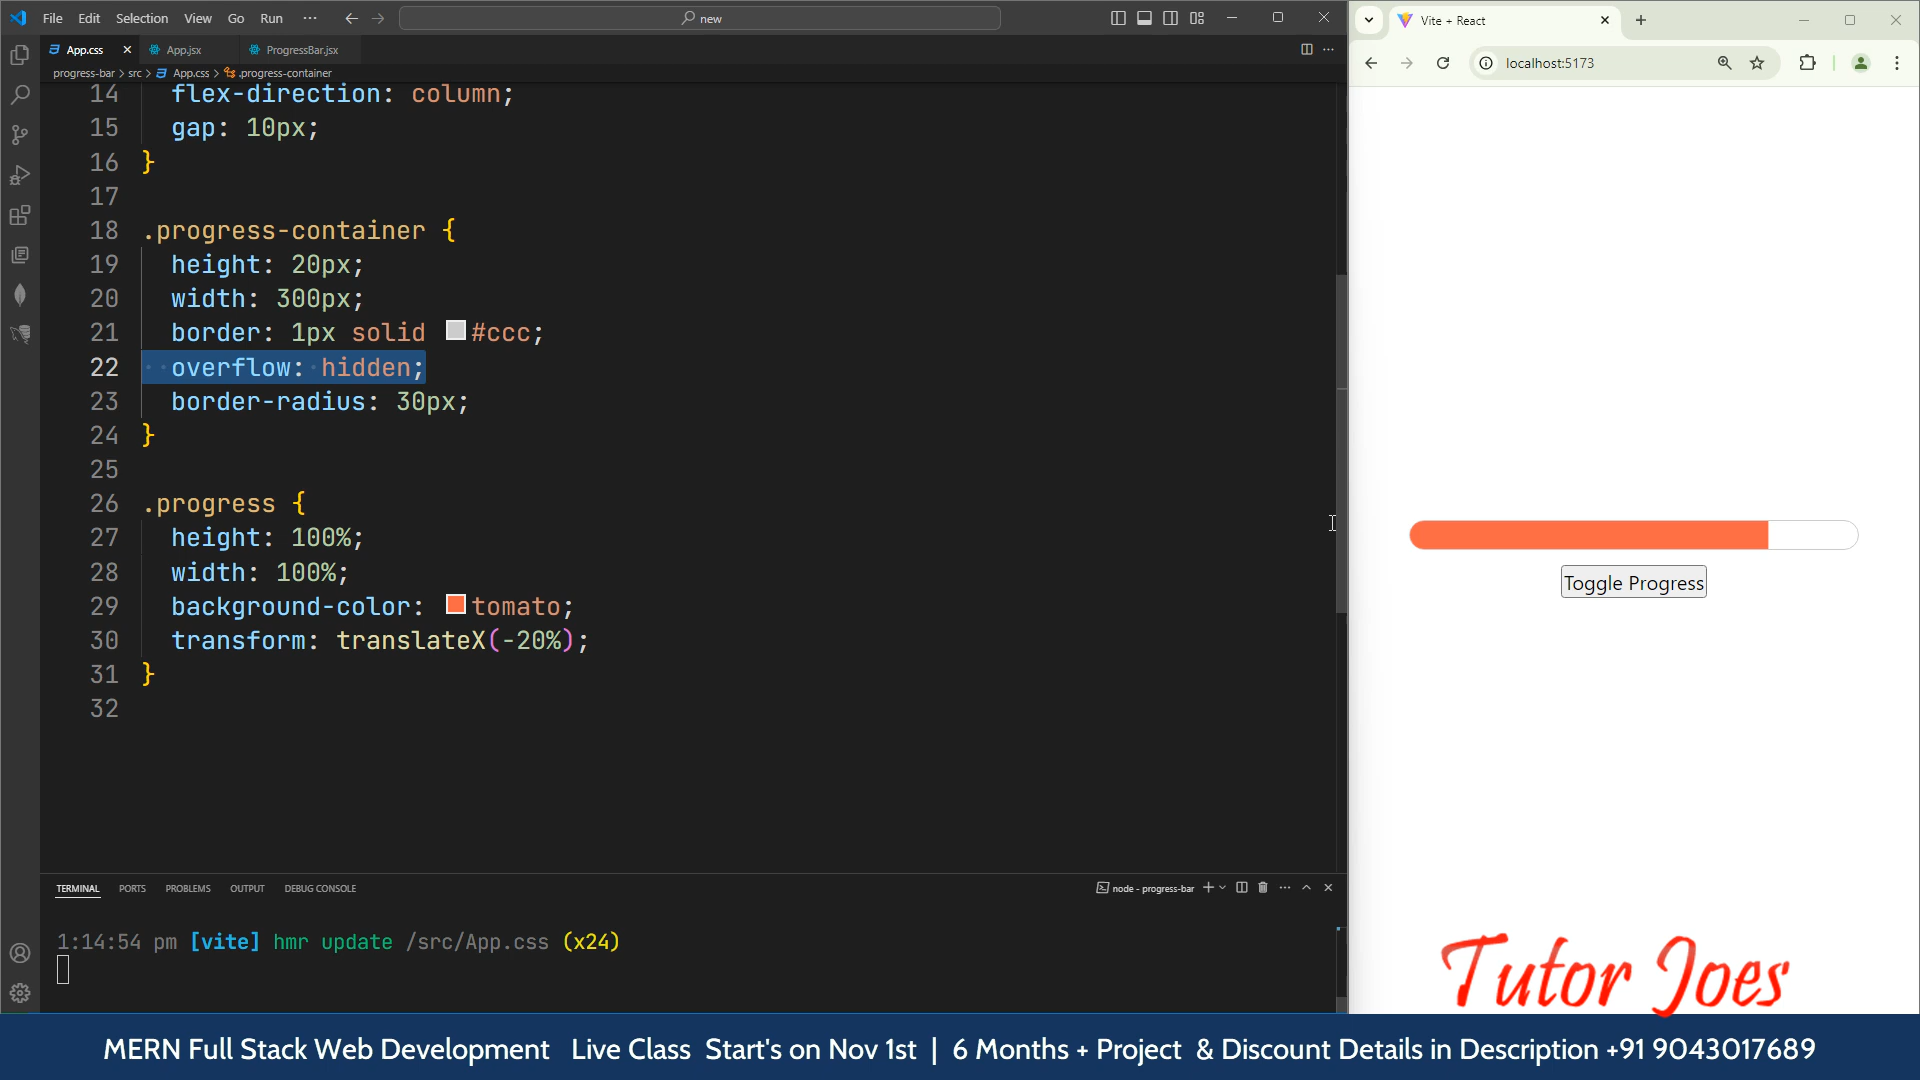 File Edit Selection View Go Run ··· new
App.css App.jsx ProgressBar.jsx
progress-bar > src > App.css > .progress-container
14 flex-direction: column;
15 gap: 10px;
16 }
17
18 .progress-container {
19 height: 20px;
20 width: 300px;
21 border: 1px solid #ccc;
22 overflow: hidden;
23 border-radius: 30px;
24 }
25
26 .progress {
27 height: 100%;
28 width: 100%;
29 background-color: tomato;
30 transform: translateX(-20%);
31 }
32
TERMINAL PORTS PROBLEMS OUTPUT DEBUG CONSOLE node - progress-bar
1:14:54 pm [vite] hmr update /src/App.css (x24)
Vite + React
localhost:5173
Toggle Progress
Tutor Joes
MERN Full Stack Web Development Live Class Start's on Nov 1st | 6 Months + Project & Discount Details in Description +91 9043017689